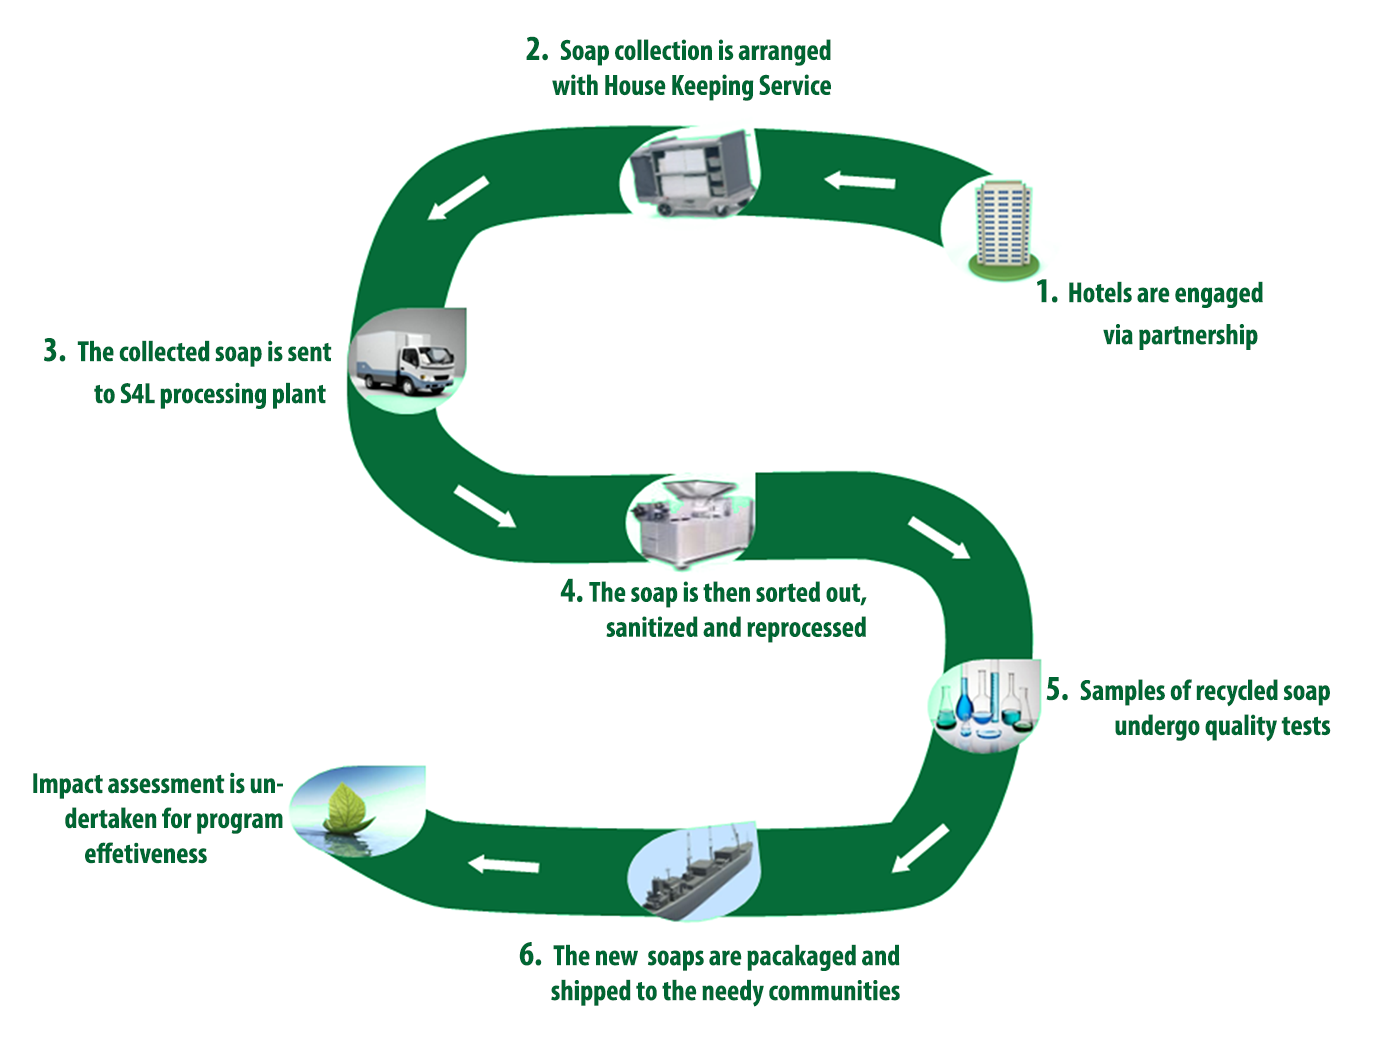 2. Soap collection is arranged
with House Keeping Service
1. Hotels are engaged
via partnership
3. The collected soap is sent
to S4L processing plant
4. The soap is then sorted out,
sanitized and reprocessed
5. Samples of recycled soap
undergo quality tests
Impact assessment is un-
dertaken for program
effetiveness
6. The new soaps are pacakaged and
shipped to the needy communities